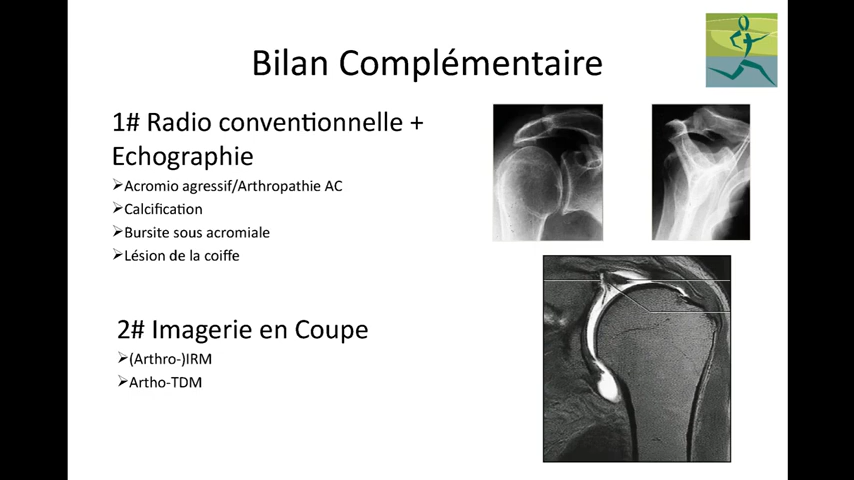 Bilan Complémentaire
1# Radio conventionnelle +
Echographie
➢Acromio agressif/Arthropathie AC
➢Calcification
➢Bursite sous acromiale
➢Lésion de la coiffe
2# Imagerie en Coupe
➢(Arthro-)IRM
➢Artho-TDM